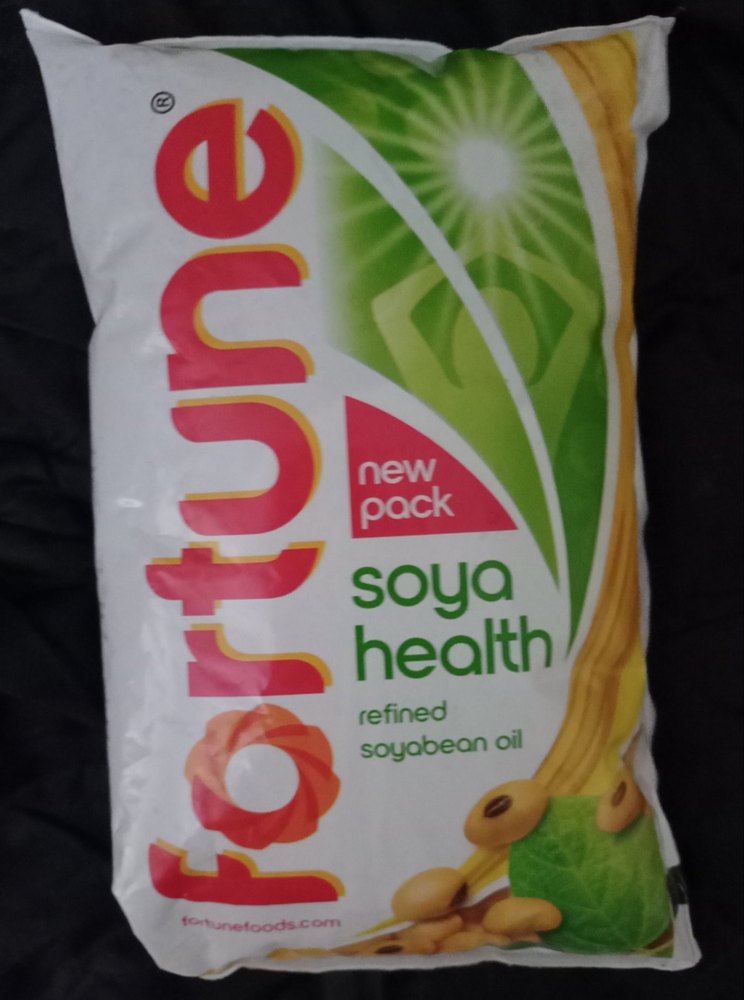 fortune®
new
pack
soya
health
refined
soyabean oil
fortunefoods.com